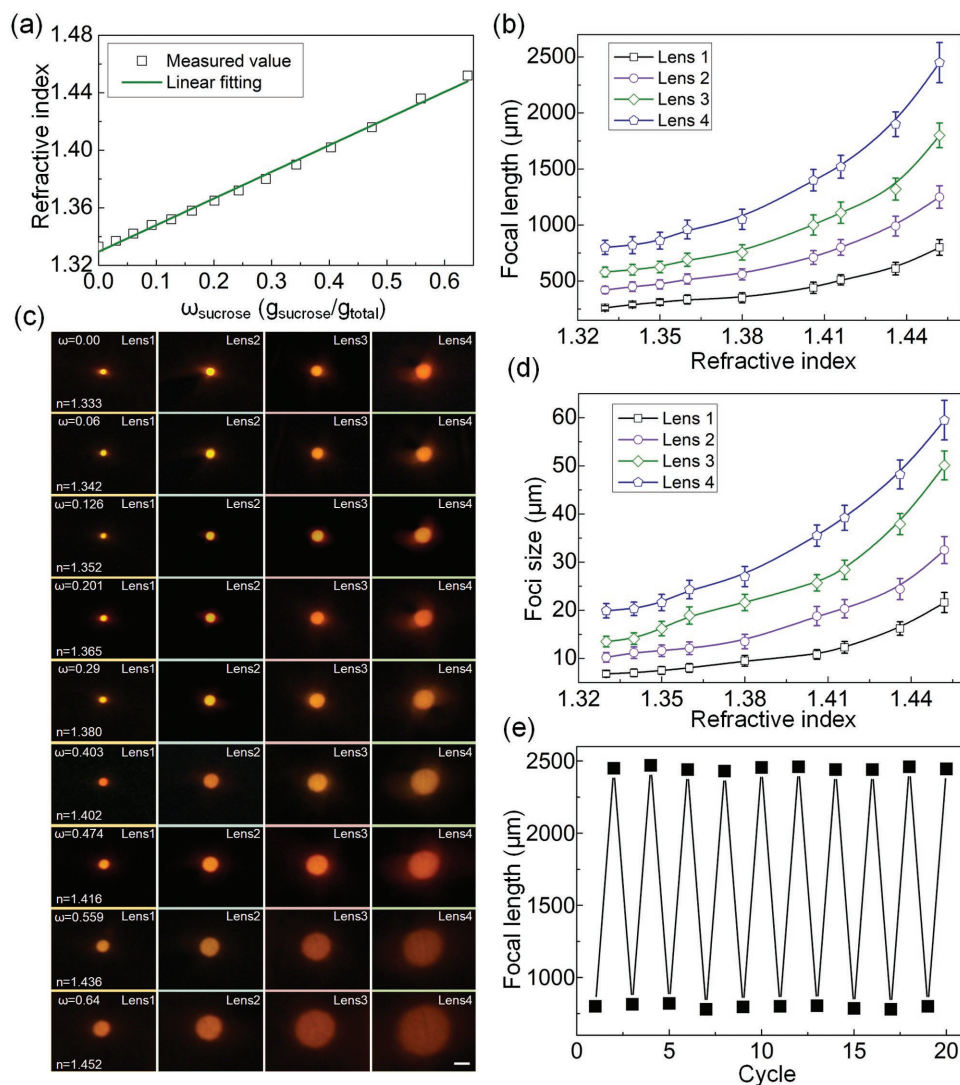 (a)
1.48
1.44
1.40
1.36
1.32
Refractive index
Measured value
Linear fitting
0.0 0.1 0.2 0.3 0.4 0.5 0.6
ωsucrose (gsucrose/gtotal)
(b)
2500
2000
1500
1000
500
Focal length (μm)
Lens 1
Lens 2
Lens 3
Lens 4
1.32 1.35 1.38 1.41 1.44
Refractive index
(c)
ω=0.00 Lens1 Lens2 Lens3 Lens4
n=1.333
ω=0.06 Lens1 Lens2 Lens3 Lens4
n=1.342
ω=0.126 Lens1 Lens2 Lens3 Lens4
n=1.352
ω=0.201 Lens1 Lens2 Lens3 Lens4
n=1.365
ω=0.29 Lens1 Lens2 Lens3 Lens4
n=1.380
ω=0.403 Lens1 Lens2 Lens3 Lens4
n=1.402
ω=0.474 Lens1 Lens2 Lens3 Lens4
n=1.416
ω=0.559 Lens1 Lens2 Lens3 Lens4
n=1.436
ω=0.64 Lens1 Lens2 Lens3 Lens4
n=1.452
(d)
60
50
40
30
20
10
Foci size (μm)
Lens 1
Lens 2
Lens 3
Lens 4
1.32 1.35 1.38 1.41 1.44
Refractive index
(e)
2500
2000
2500
1000
Focal length (μm)
0 5 10 15 20
Cycle